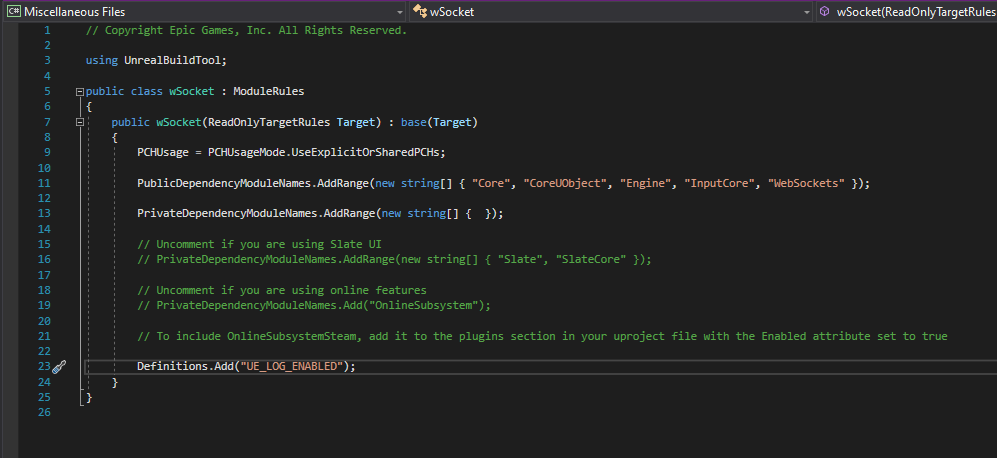 C# Miscellaneous Files wSocket wSocket(ReadOnlyTargetRules
1 // Copyright Epic Games, Inc. All Rights Reserved.
2
3 using UnrealBuildTool;
4
5 public class wSocket : ModuleRules
6 {
7 public wSocket(ReadOnlyTargetRules Target) : base(Target)
8 {
9 PCHUsage = PCHUsageMode.UseExplicitOrSharedPCHs;
10
11 PublicDependencyModuleNames.AddRange(new string[] { "Core", "CoreUObject", "Engine", "InputCore", "WebSockets" });
12
13 PrivateDependencyModuleNames.AddRange(new string[] {  });
14
15 // Uncomment if you are using Slate UI
16 // PrivateDependencyModuleNames.AddRange(new string[] { "Slate", "SlateCore" });
17
18 // Uncomment if you are using online features
19 // PrivateDependencyModuleNames.Add("OnlineSubsystem");
20
21 // To include OnlineSubsystemSteam, add it to the plugins section in your uproject file with the Enabled attribute set to true
22
23 Definitions.Add("UE_LOG_ENABLED");
24 }
25 }
26